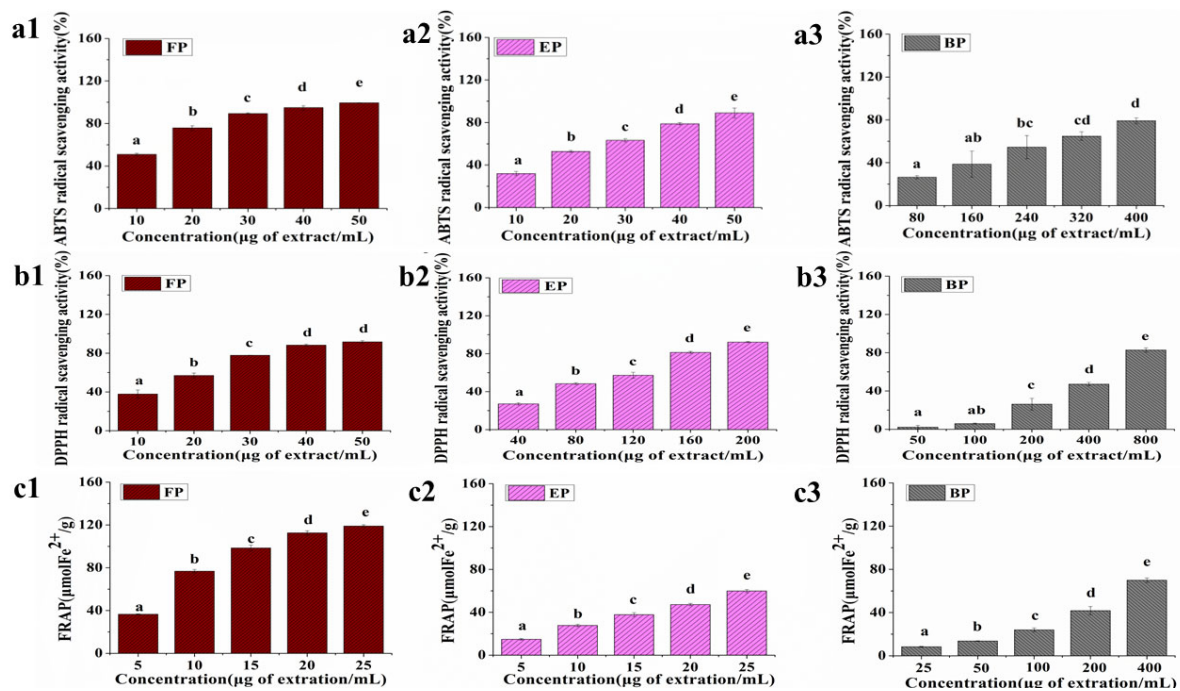 a1
ABTS radical scavenging activity(%)
160
120
80
40
0
FP
a
b
c
d
e
10 20 30 40 50
Concentration(μg of extract/mL)
a2
ABTS radical scavenging activity(%)
160
120
80
40
0
EP
a
b
c
d
e
10 20 30 40 50
Concentration(μg of extract/mL)
a3
ABTS radical scavenging activity(%)
160
120
80
40
0
BP
a
ab
bc
cd
d
80 160 240 320 400
Concentration(μg of extract/mL)
b1
DPPH radical scavenging activity(%)
160
120
80
40
0
FP
a
b
c
d
d
10 20 30 40 50
Concentration(μg of extract/mL)
b2
DPPH radical scavenging activity(%)
160
120
80
40
0
EP
a
b
c
d
e
40 80 120 160 200
Concentration(μg of extract/mL)
b3
DPPH radical scavenging activity(%)
160
120
80
40
0
BP
a
ab
c
d
e
50 100 200 400 800
Concentration(μg of extract/mL)
c1
FRAP(μmolFe2+/g)
160
120
80
40
0
FP
a
b
c
d
e
5 10 15 20 25
Concentration(μg of extration/mL)
c2
FRAP(μmolFe2+/g)
160
120
80
40
0
EP
a
b
c
d
e
5 10 15 20 25
Concentration(μg of extration/mL)
c3
FRAP(μmolFe2+/g)
160
120
80
40
0
BP
a
b
c
d
e
25 50 100 200 400
Concentration(μg of extration/mL)